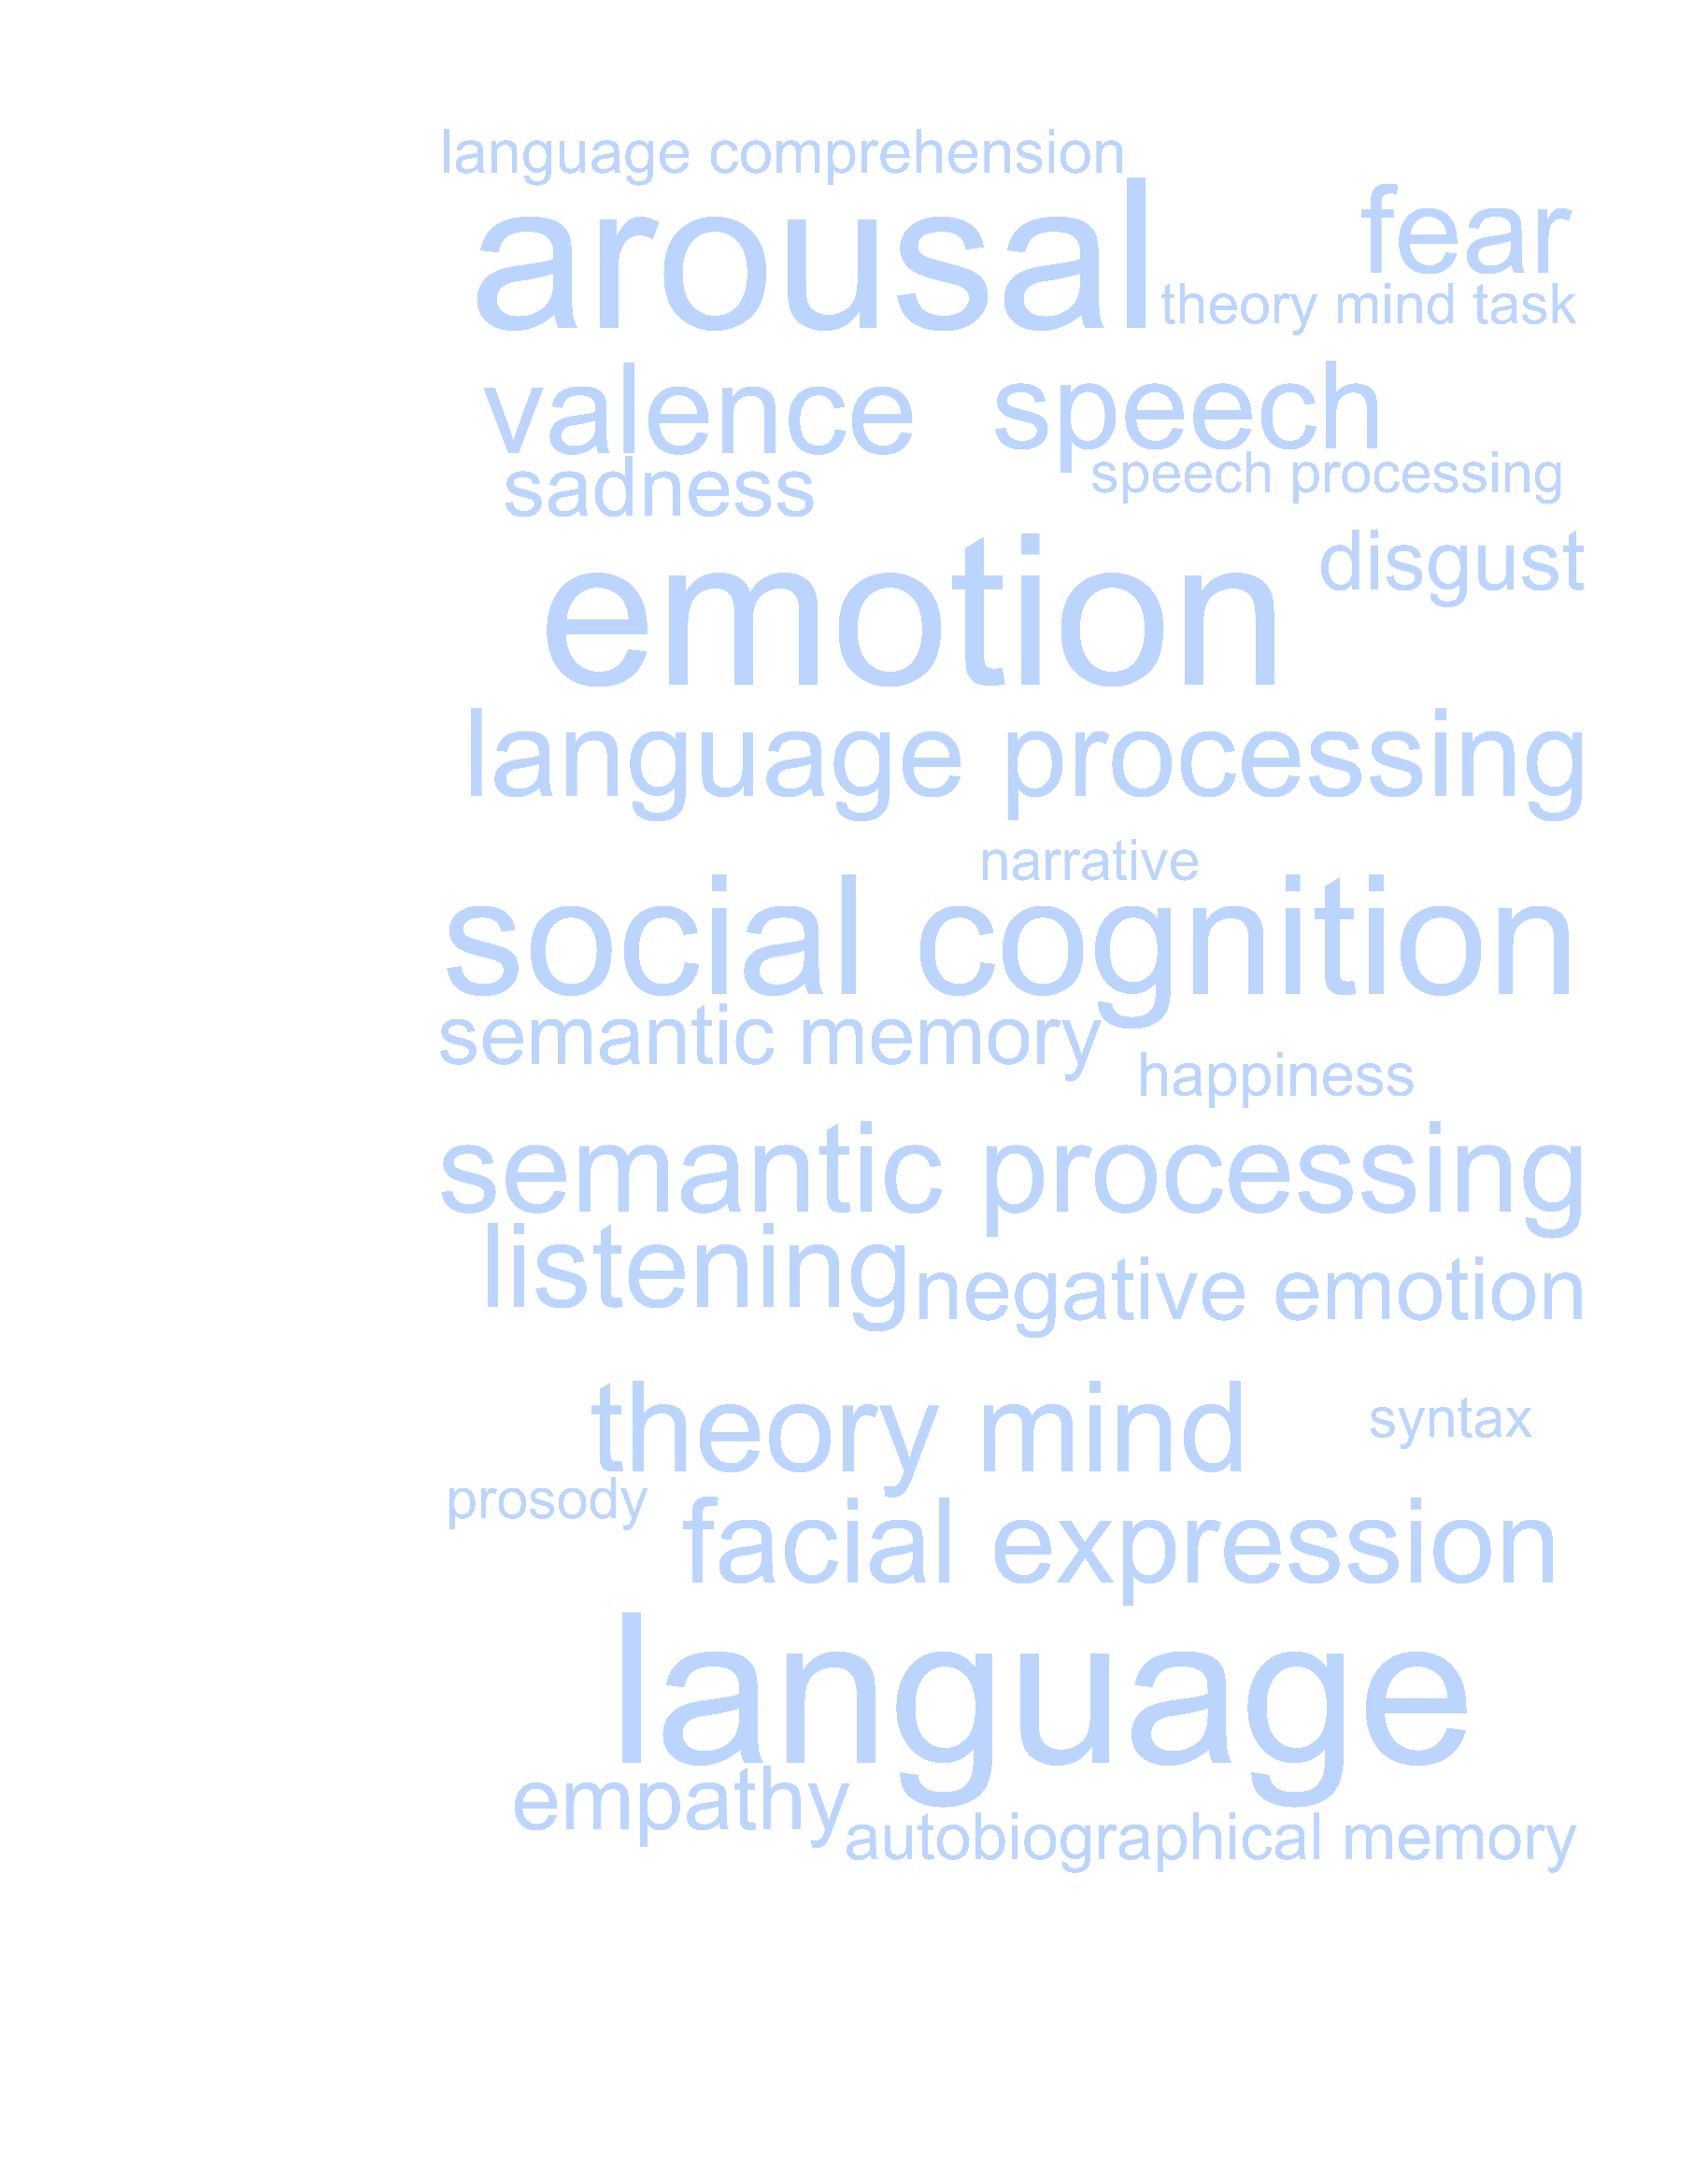 language comprehension
arousal
fear
theory mind task
valence
speech
sadness
speech processing
emotion
disgust
language processing
narrative
social cognition
semantic memory
happiness
semantic processing
listening
negative emotion
theory mind
syntax
prosody
facial expression
language
empathy
autobiographical memory